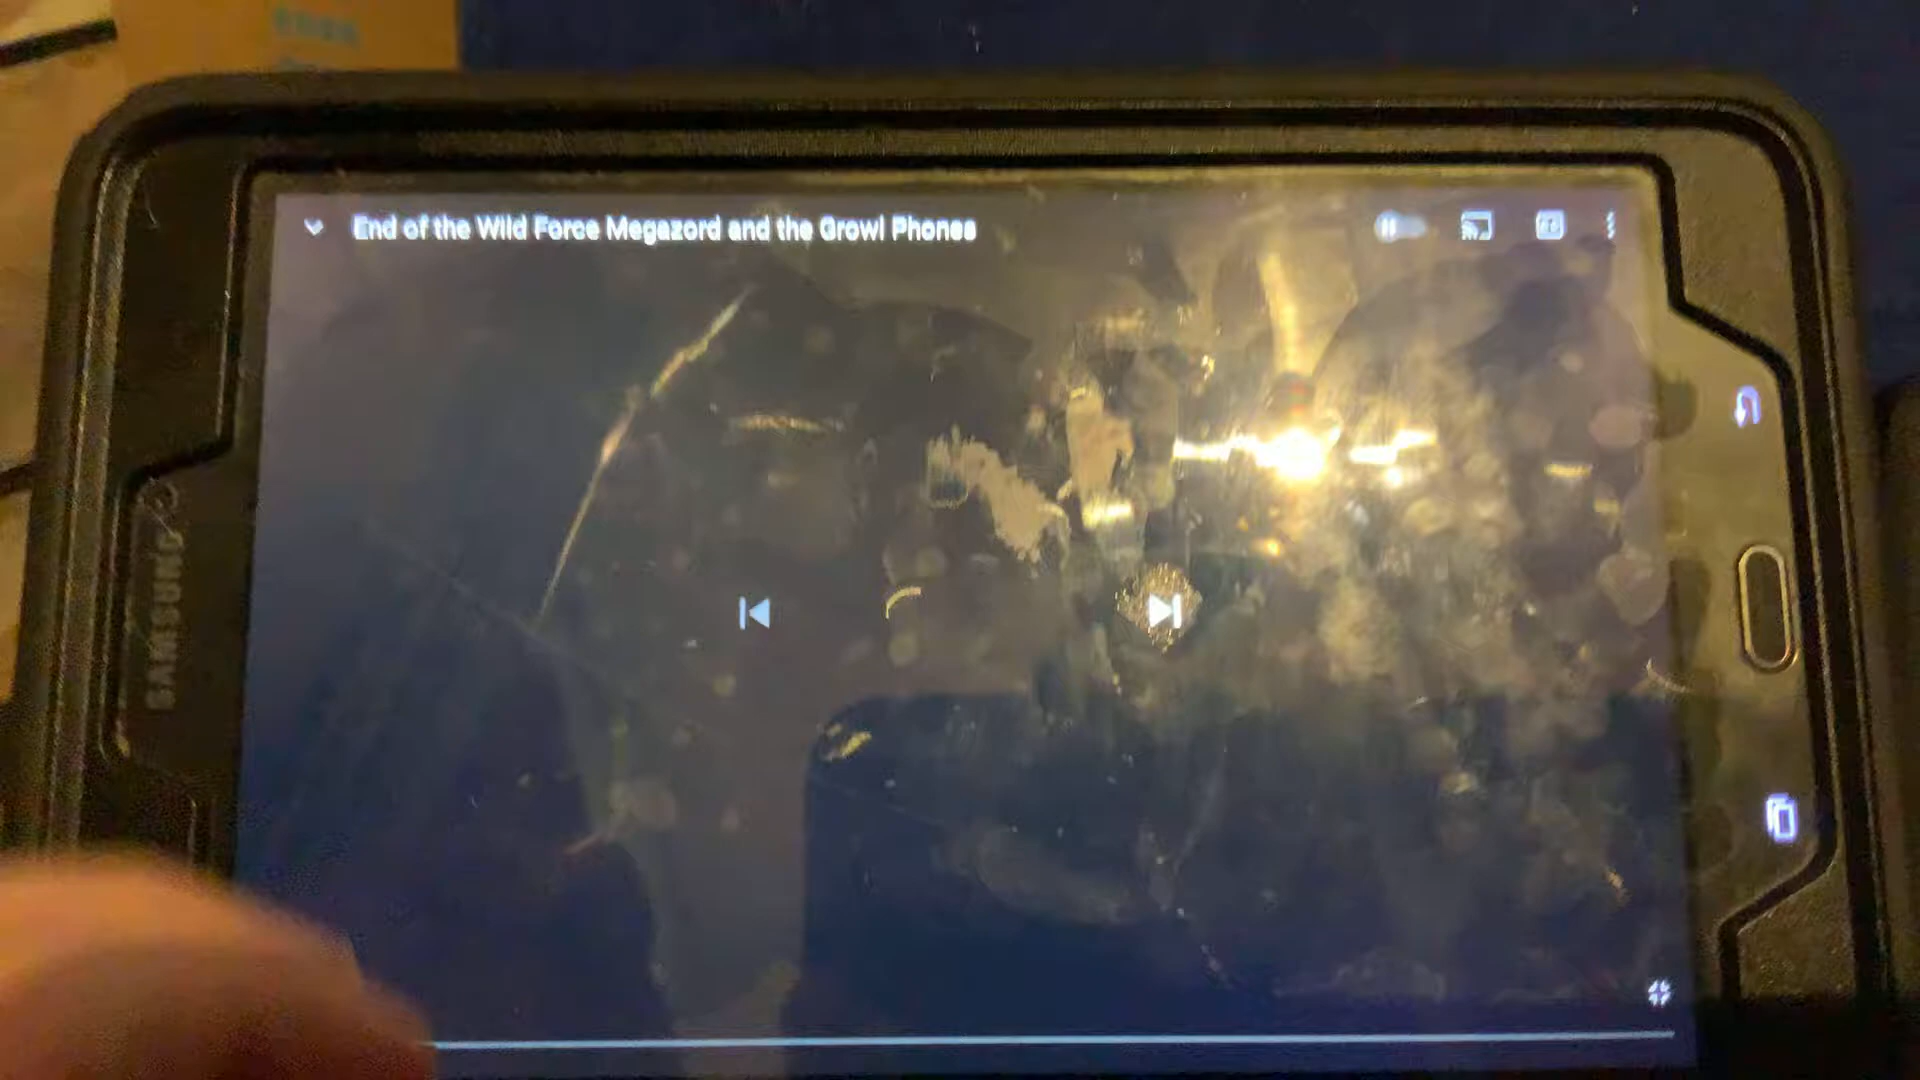 End of the Wild Force Megazord and the Growl Phones
SAMSUNG